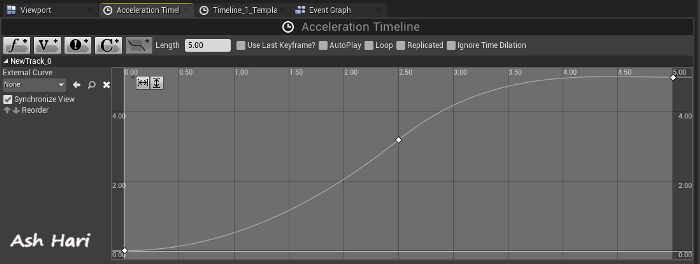 Viewport Acceleration Timel Timeline_1_Templa Event Graph
Acceleration Timeline
f V C Length 5.00 Use Last Keyframe? AutoPlay Loop Replicated Ignore Time Dilation
NewTrack_0
External Curve
None
Synchronize View
Reorder
0.00 0.50 1.00 1.50 2.00 2.50 3.00 3.50 4.00 4.50 5.00
4.00 4.00
2.00 2.00
0.00 0.00
Ash Hari